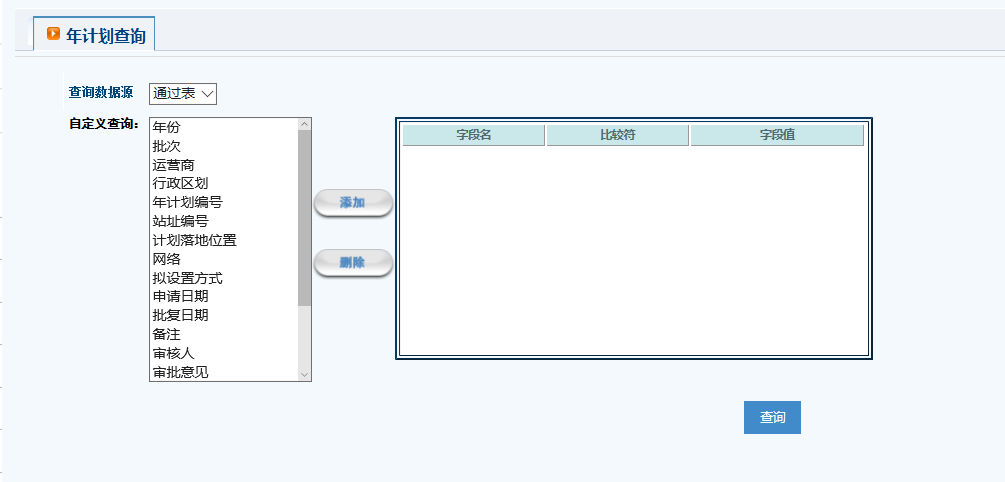 年计划查询
查询数据源 通过表
自定义查询：
年份
批次
运营商
行政区划
年计划编号
站址编号
计划落地位置
网络
拟设置方式
申请日期
批复日期
备注
审核人
审批意见
添加
删除
字段名 比较符 字段值
查询